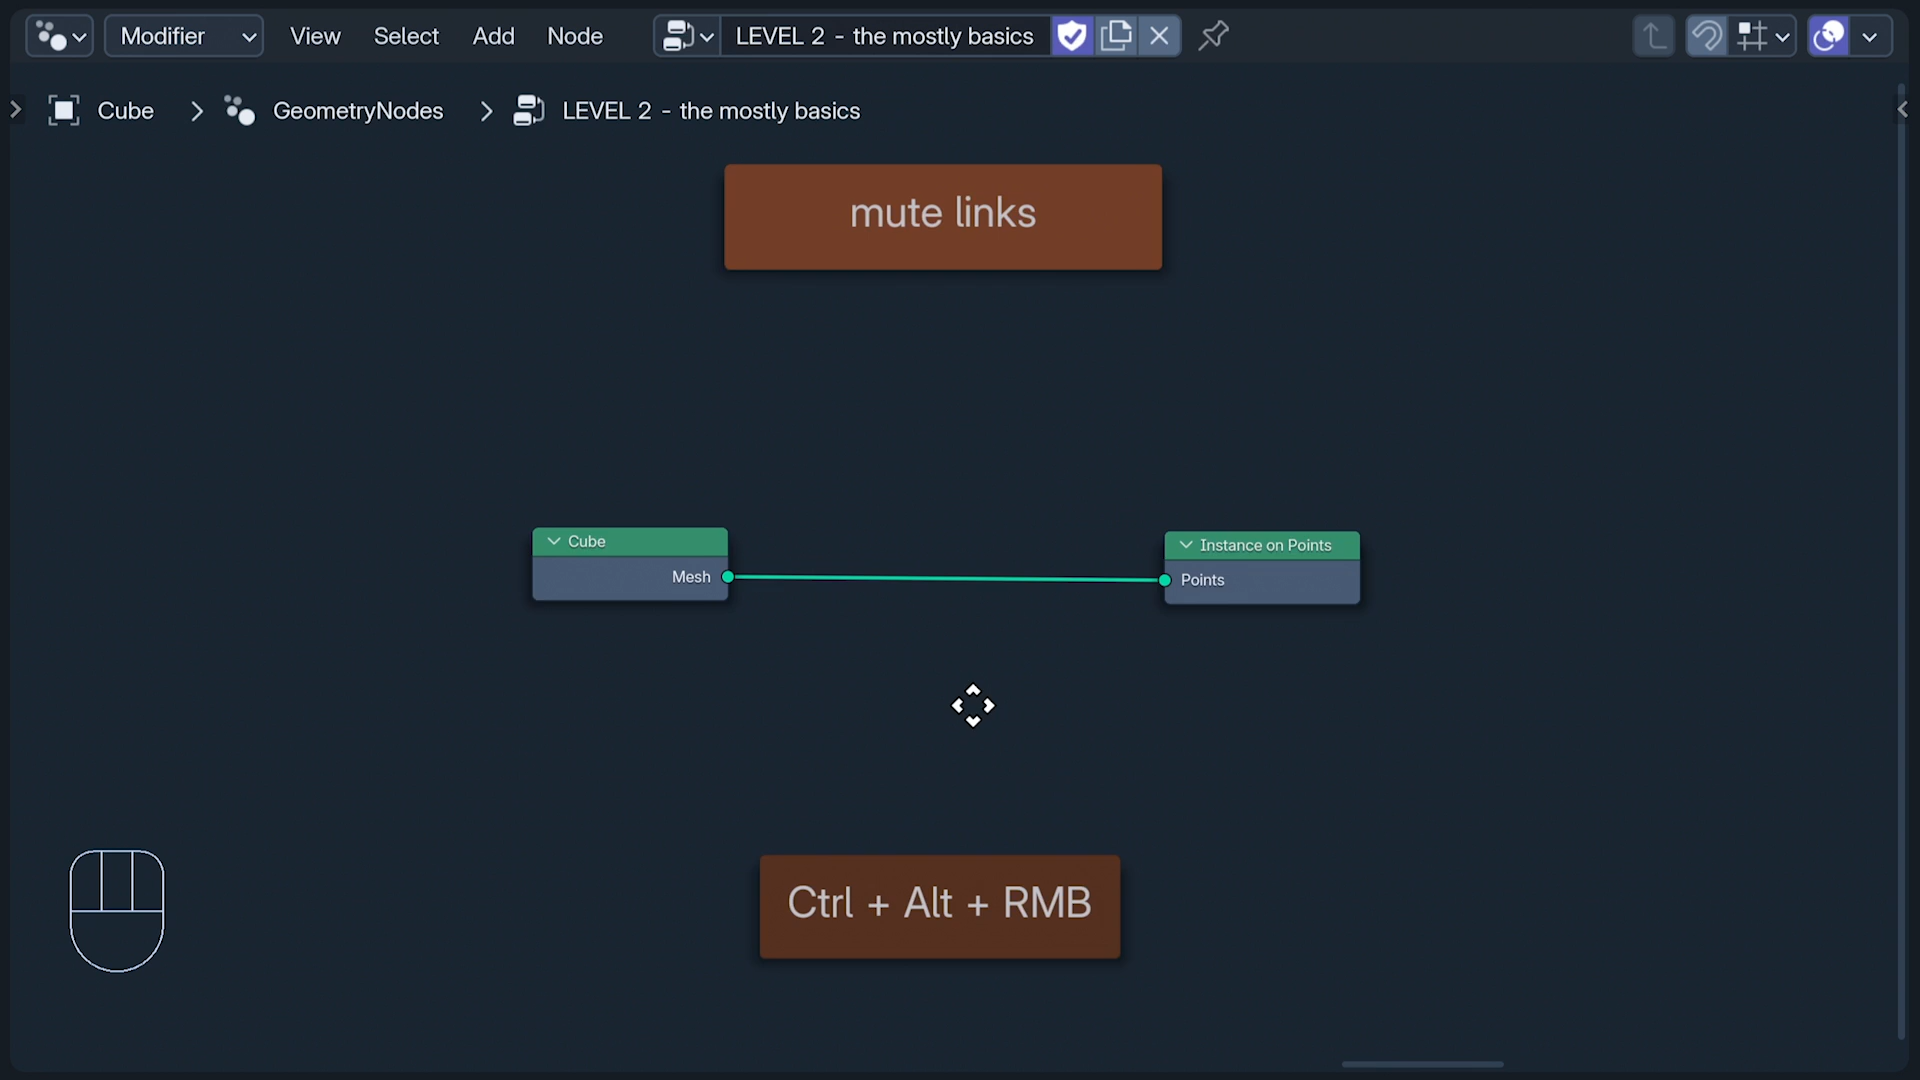 Modifier View Select Add Node LEVEL 2 - the mostly basics
Cube GeometryNodes LEVEL 2 - the mostly basics
mute links
Cube
Mesh
Instance on Points
Points
Ctrl + Alt + RMB